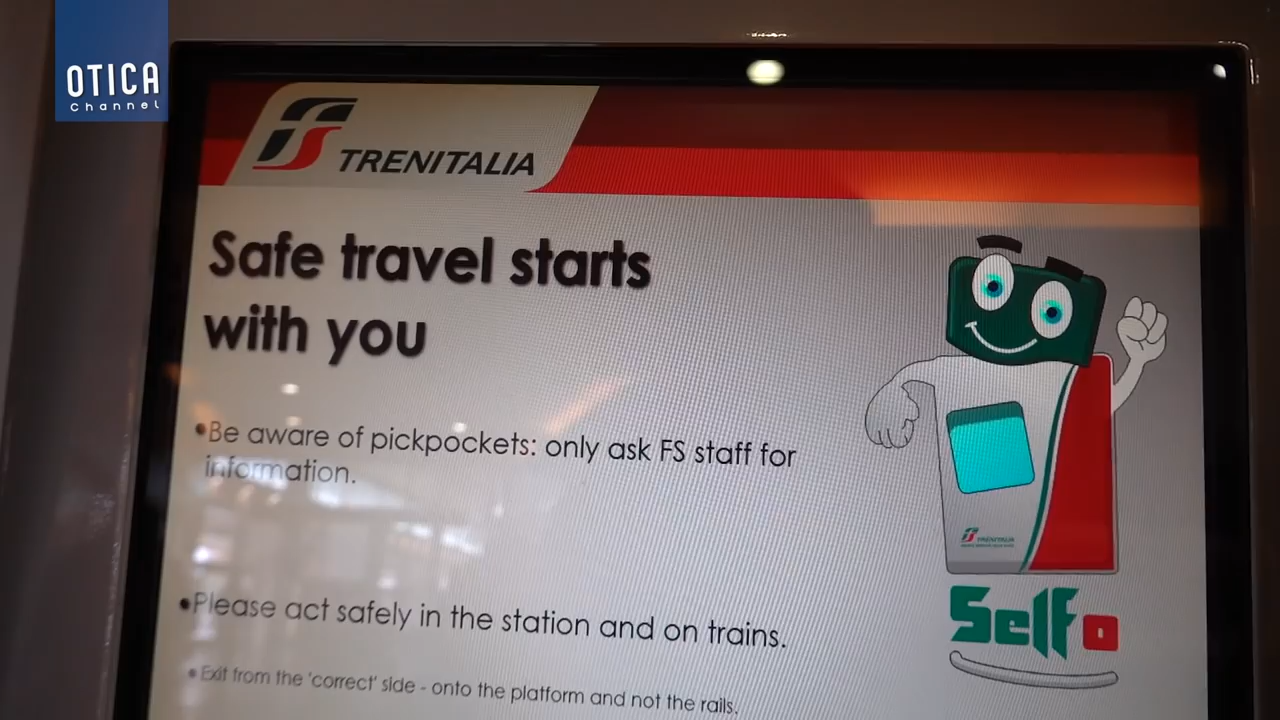 OTICA
Channel
TRENITALIA
Safe travel starts
with you
•Be aware of pickpockets: only ask FS staff for
information.
•Please act safely in the station and on trains.
•Exit from the 'correct' side - onto the platform and not the rails.
TRENITALIA
Selfo